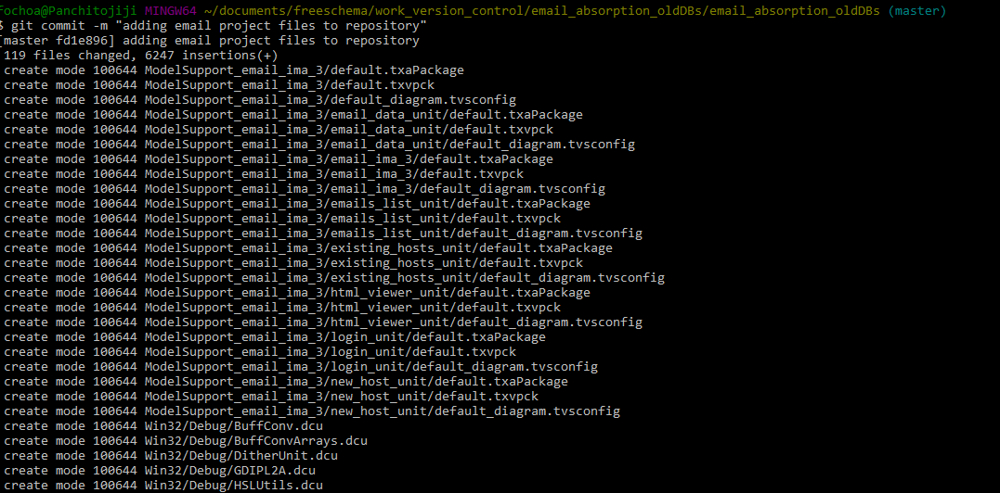 Fochoa@Panchitojiji MINGW64 ~/documents/freeschema/work_version_control/email_absorption_oldDBs/email_absorption_oldDBs (master)
$ git commit -m "adding email project files to repository"
[master fd1e896] adding email project files to repository
119 files changed, 6247 insertions(+)
create mode 100644 ModelSupport_email_ima_3/default.txaPackage
create mode 100644 ModelSupport_email_ima_3/default.txvpck
create mode 100644 ModelSupport_email_ima_3/default_diagram.tvsconfig
create mode 100644 ModelSupport_email_ima_3/email_data_unit/default.txaPackage
create mode 100644 ModelSupport_email_ima_3/email_data_unit/default.txvpck
create mode 100644 ModelSupport_email_ima_3/email_data_unit/default_diagram.tvsconfig
create mode 100644 ModelSupport_email_ima_3/email_ima_3/default.txaPackage
create mode 100644 ModelSupport_email_ima_3/email_ima_3/default.txvpck
create mode 100644 ModelSupport_email_ima_3/email_ima_3/default_diagram.tvsconfig
create mode 100644 ModelSupport_email_ima_3/emails_list_unit/default.txaPackage
create mode 100644 ModelSupport_email_ima_3/emails_list_unit/default.txvpck
create mode 100644 ModelSupport_email_ima_3/emails_list_unit/default_diagram.tvsconfig
create mode 100644 ModelSupport_email_ima_3/existing_hosts_unit/default.txaPackage
create mode 100644 ModelSupport_email_ima_3/existing_hosts_unit/default.txvpck
create mode 100644 ModelSupport_email_ima_3/existing_hosts_unit/default_diagram.tvsconfig
create mode 100644 ModelSupport_email_ima_3/html_viewer_unit/default.txaPackage
create mode 100644 ModelSupport_email_ima_3/html_viewer_unit/default.txvpck
create mode 100644 ModelSupport_email_ima_3/html_viewer_unit/default_diagram.tvsconfig
create mode 100644 ModelSupport_email_ima_3/login_unit/default.txaPackage
create mode 100644 ModelSupport_email_ima_3/login_unit/default.txvpck
create mode 100644 ModelSupport_email_ima_3/login_unit/default_diagram.tvsconfig
create mode 100644 ModelSupport_email_ima_3/new_host_unit/default.txaPackage
create mode 100644 ModelSupport_email_ima_3/new_host_unit/default.txvpck
create mode 100644 ModelSupport_email_ima_3/new_host_unit/default_diagram.tvsconfig
create mode 100644 Win32/Debug/BuffConv.dcu
create mode 100644 Win32/Debug/BuffConvArrays.dcu
create mode 100644 Win32/Debug/DitherUnit.dcu
create mode 100644 Win32/Debug/GDIPL2A.dcu
create mode 100644 Win32/Debug/HSLUtils.dcu